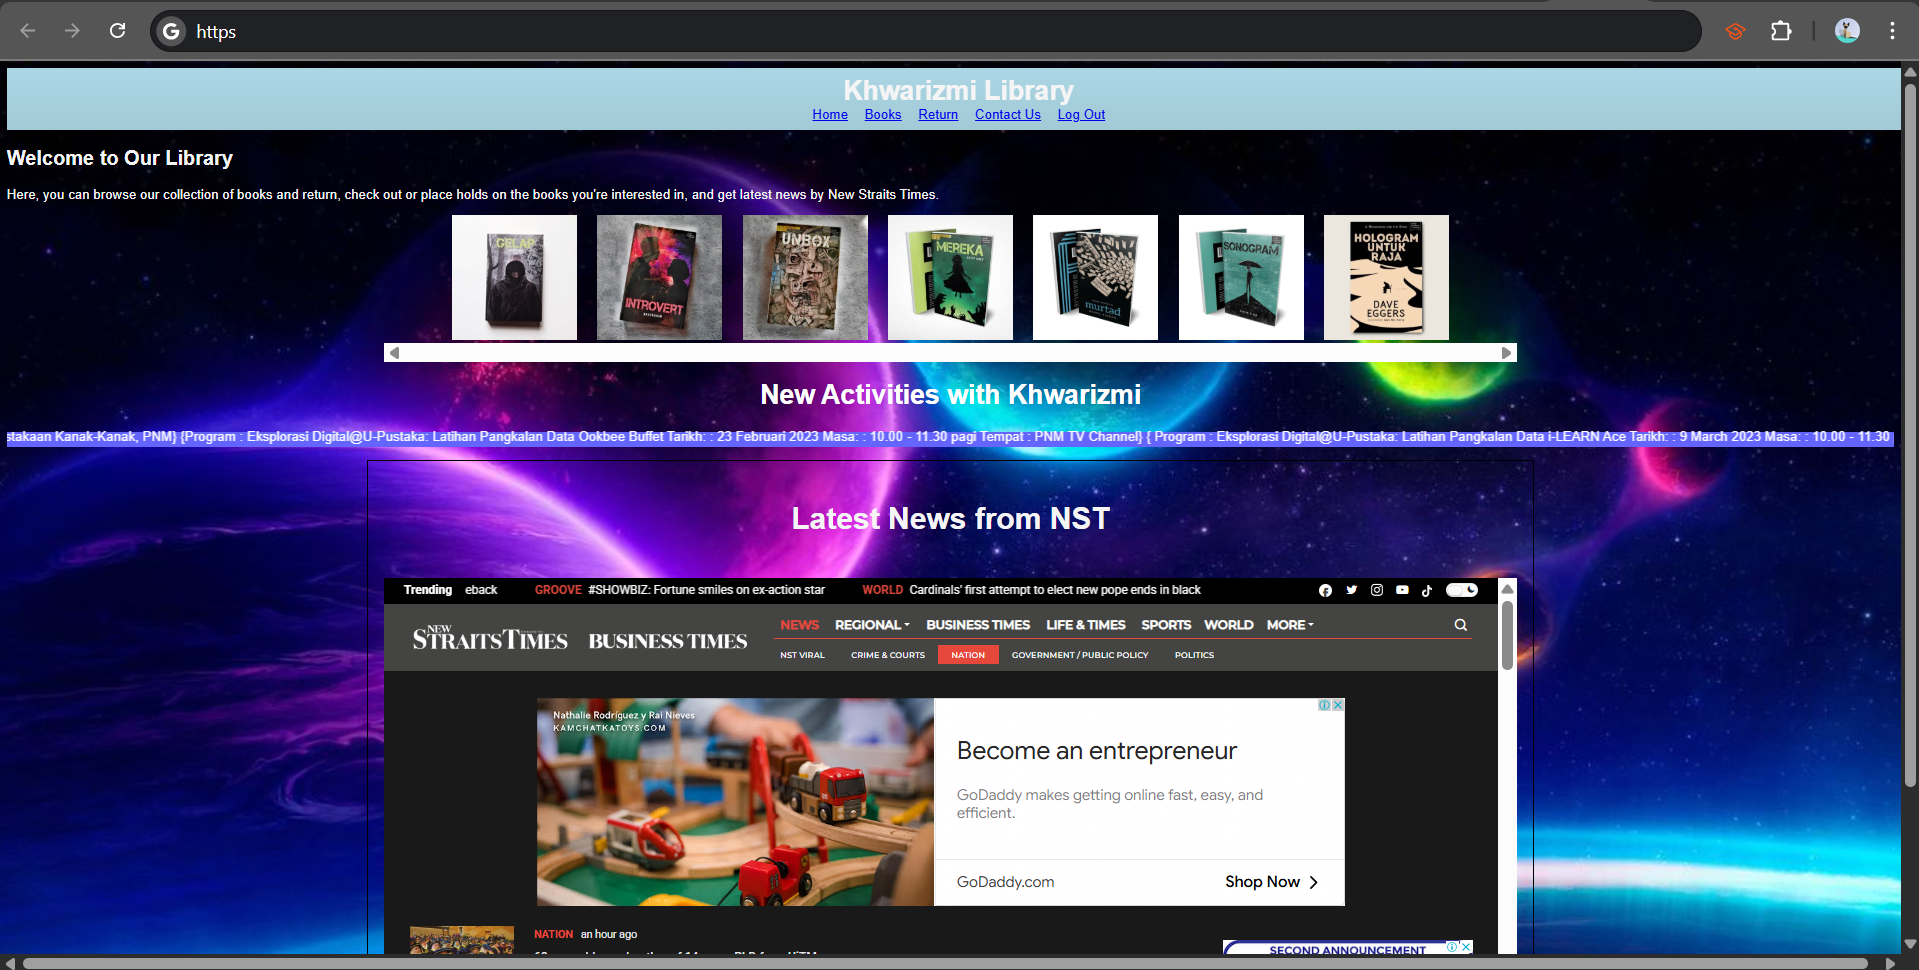 https
Khwarizmi Library
Home Books Return Contact Us Log Out
Welcome to Our Library
Here, you can browse our collection of books and return, check out or place holds on the books you're interested in, and get latest news by New Straits Times.
GELAP
INTROVERT
UNBOX
MEREKA
murtad
SONOGRAM
HOLOGRAM
UNTUK
RAJA
DAVE
EGGERS
New Activities with Khwarizmi
stakaan Kanak-Kanak, PNM} {Program : Eksplorasi Digital@U-Pustaka: Latihan Pangkalan Data Ookbee Buffet Tarikh: : 23 Februari 2023 Masa: : 10.00 - 11.30 pagi Tempat : PNM TV Channel} { Program : Eksplorasi Digital@U-Pustaka: Latihan Pangkalan Data i-LEARN Ace Tarikh: : 9 March 2023 Masa: : 10.00 - 11.30
Latest News from NST
Trending eback GROOVE #SHOWBIZ: Fortune smiles on ex-action star WORLD Cardinals' first attempt to elect new pope ends in black
NEW STRAITS TIMES BUSINESS TIMES
NEWS REGIONAL BUSINESS TIMES LIFE & TIMES SPORTS WORLD MORE
NST VIRAL CRIME & COURTS NATION GOVERNMENT / PUBLIC POLICY POLITICS
Nathalie Rodríguez y Rai Nieves
KAMCHATKATOYS.COM
Become an entrepreneur
GoDaddy makes getting online fast, easy, and
efficient.
GoDaddy.com Shop Now
NATION an hour ago
SECOND ANNOUNCEMENT